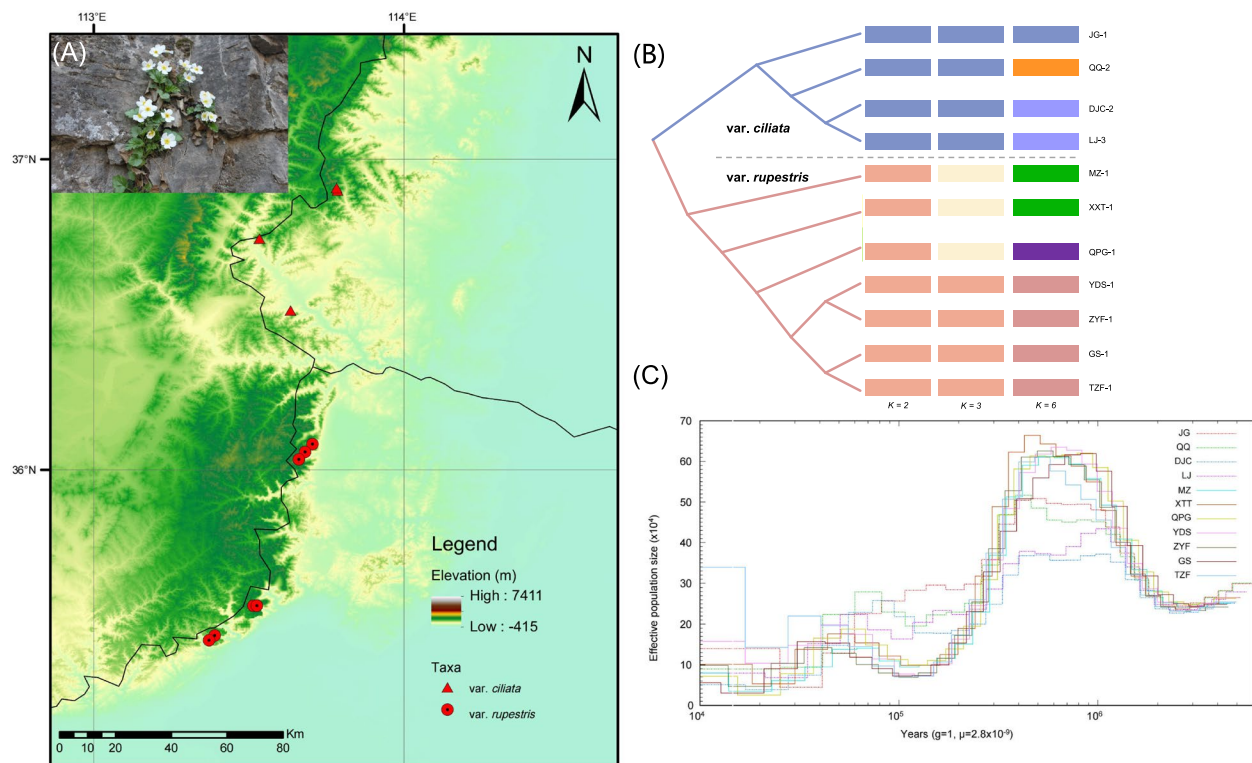 113°E
114°E
(A)
N
37°N
36°N
Legend
Elevation (m)
High : 7411
Low : -415
Taxa
var. ciliata
var. rupestris
Km
0 10 20 40 60 80
(B)
JG-1
QQ-2
DJC-2
LJ-3
var. ciliata
var. rupestris
MZ-1
XXT-1
QPG-1
YDS-1
ZYF-1
GS-1
TZF-1
K = 2 K = 3 K = 6
(C)
Effective population size (x10⁴)
70
60
50
40
30
20
10
0
JG
QQ
DJC
LJ
MZ
XTT
QPG
YDS
ZYF
GS
TZF
10⁴ 10⁵ 10⁶
Years (g=1, μ=2.8x10⁻⁹)